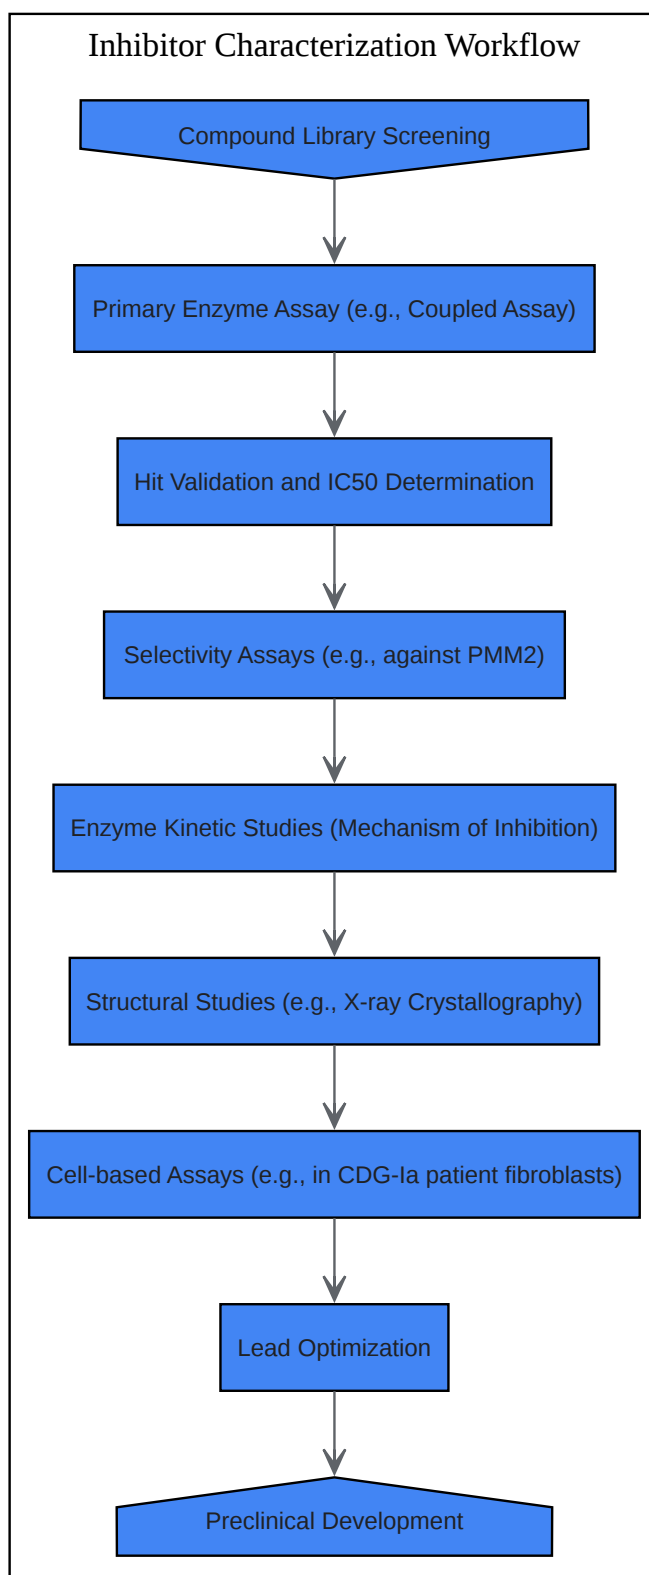 Inhibitor Characterization Workflow
Compound Library Screening
Primary Enzyme Assay (e.g., Coupled Assay)
Hit Validation and IC50 Determination
Selectivity Assays (e.g., against PMM2)
Enzyme Kinetic Studies (Mechanism of Inhibition)
Structural Studies (e.g., X-ray Crystallography)
Cell-based Assays (e.g., in CDG-Ia patient fibroblasts)
Lead Optimization
Preclinical Development